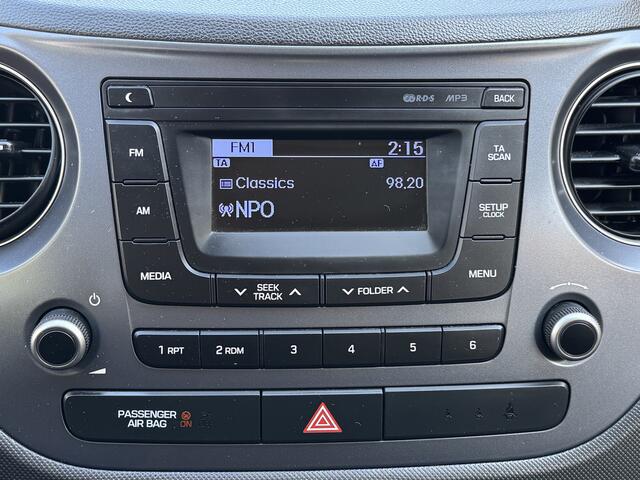 R·D·S MP3 BACK
FM1 2:15
FM TA AF TA SCAN
Classics 98.20
AM NPO SETUP CLOCK
MEDIA SEEK TRACK FOLDER MENU
1 RPT 2 RDM 3 4 5 6
PASSENGER AIR BAG ON